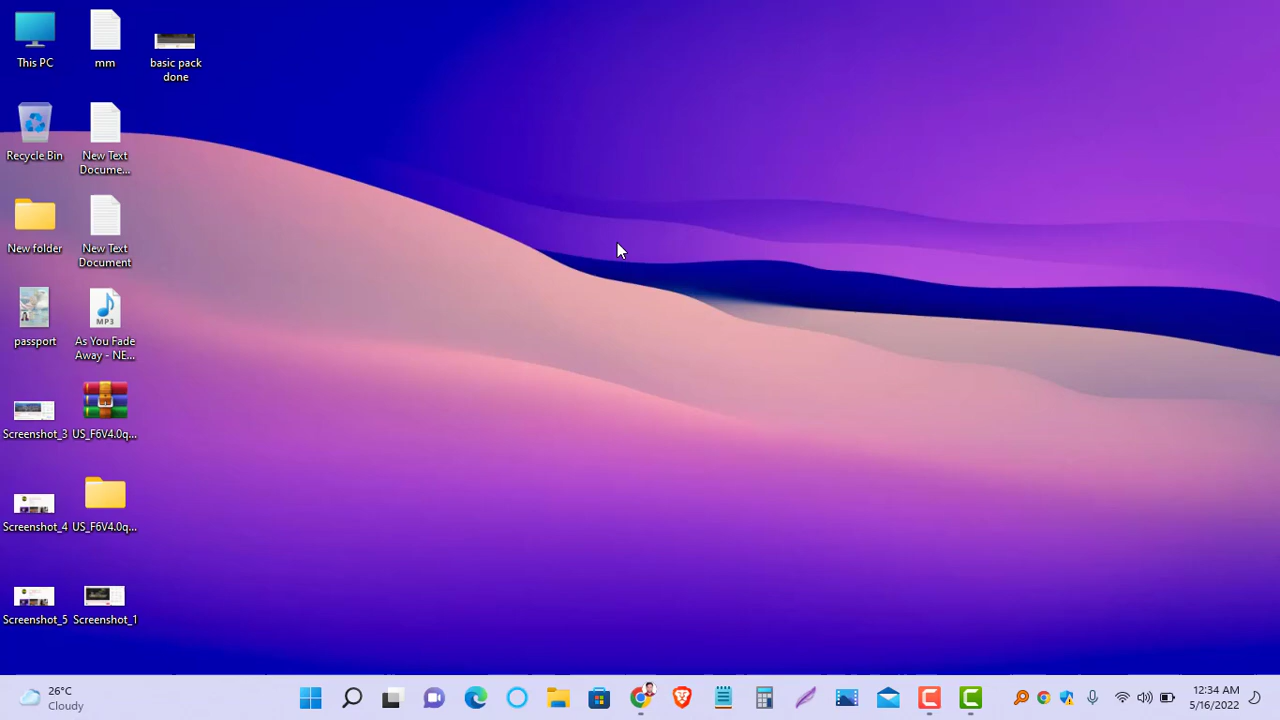 This PC
mm
basic pack
done
Recycle Bin
New Text
Docume...
New folder
New Text
Document
passport
MP3
As You Fade
Away - NE...
Screenshot_3
US_F6V4.0q...
Screenshot_4
US_F6V4.0q...
Screenshot_5
Screenshot_1
26°C
Cloudy
12:34 AM
5/16/2022